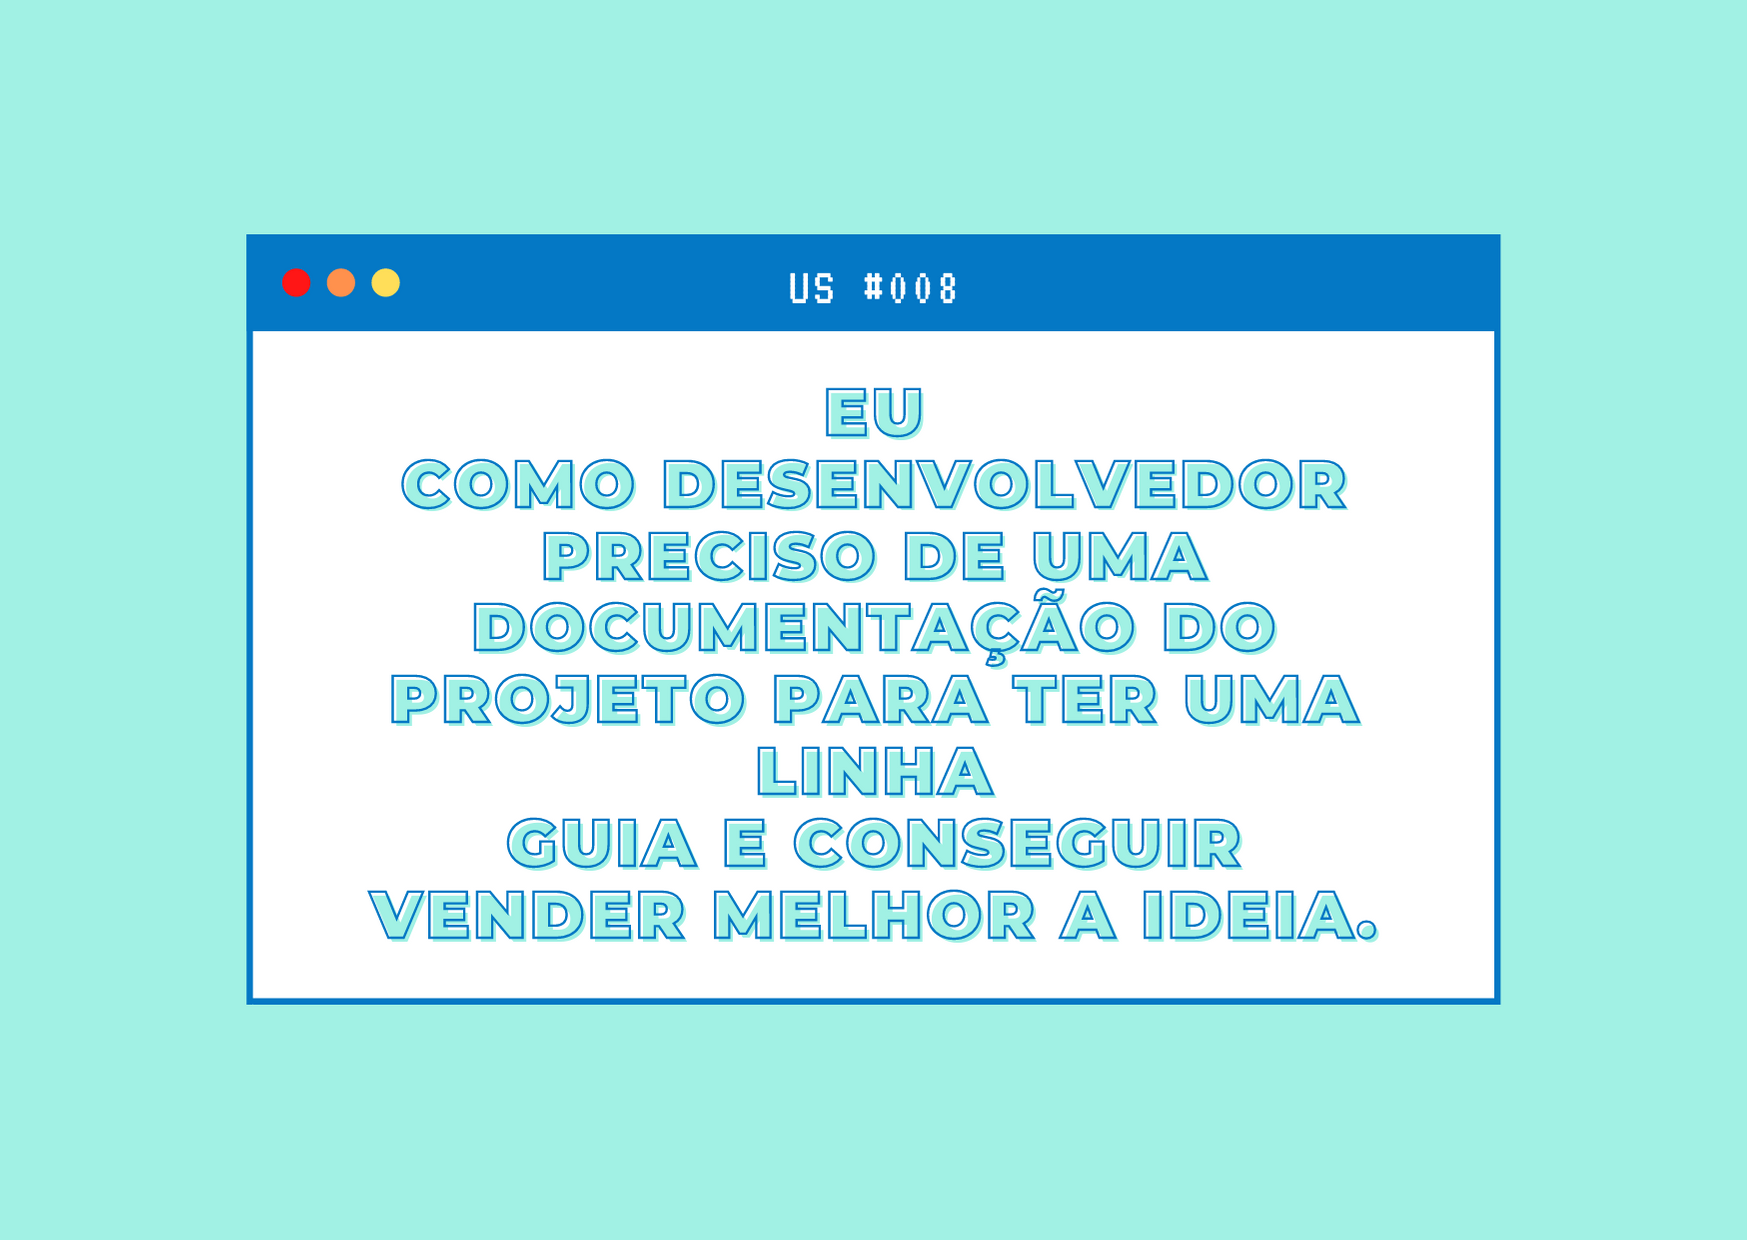 US #008
EU
COMO DESENVOLVEDOR
PRECISO DE UMA
DOCUMENTAÇÃO DO
PROJETO PARA TER UMA
LINHA
GUIA E CONSEGUIR
VENDER MELHOR A IDEIA.